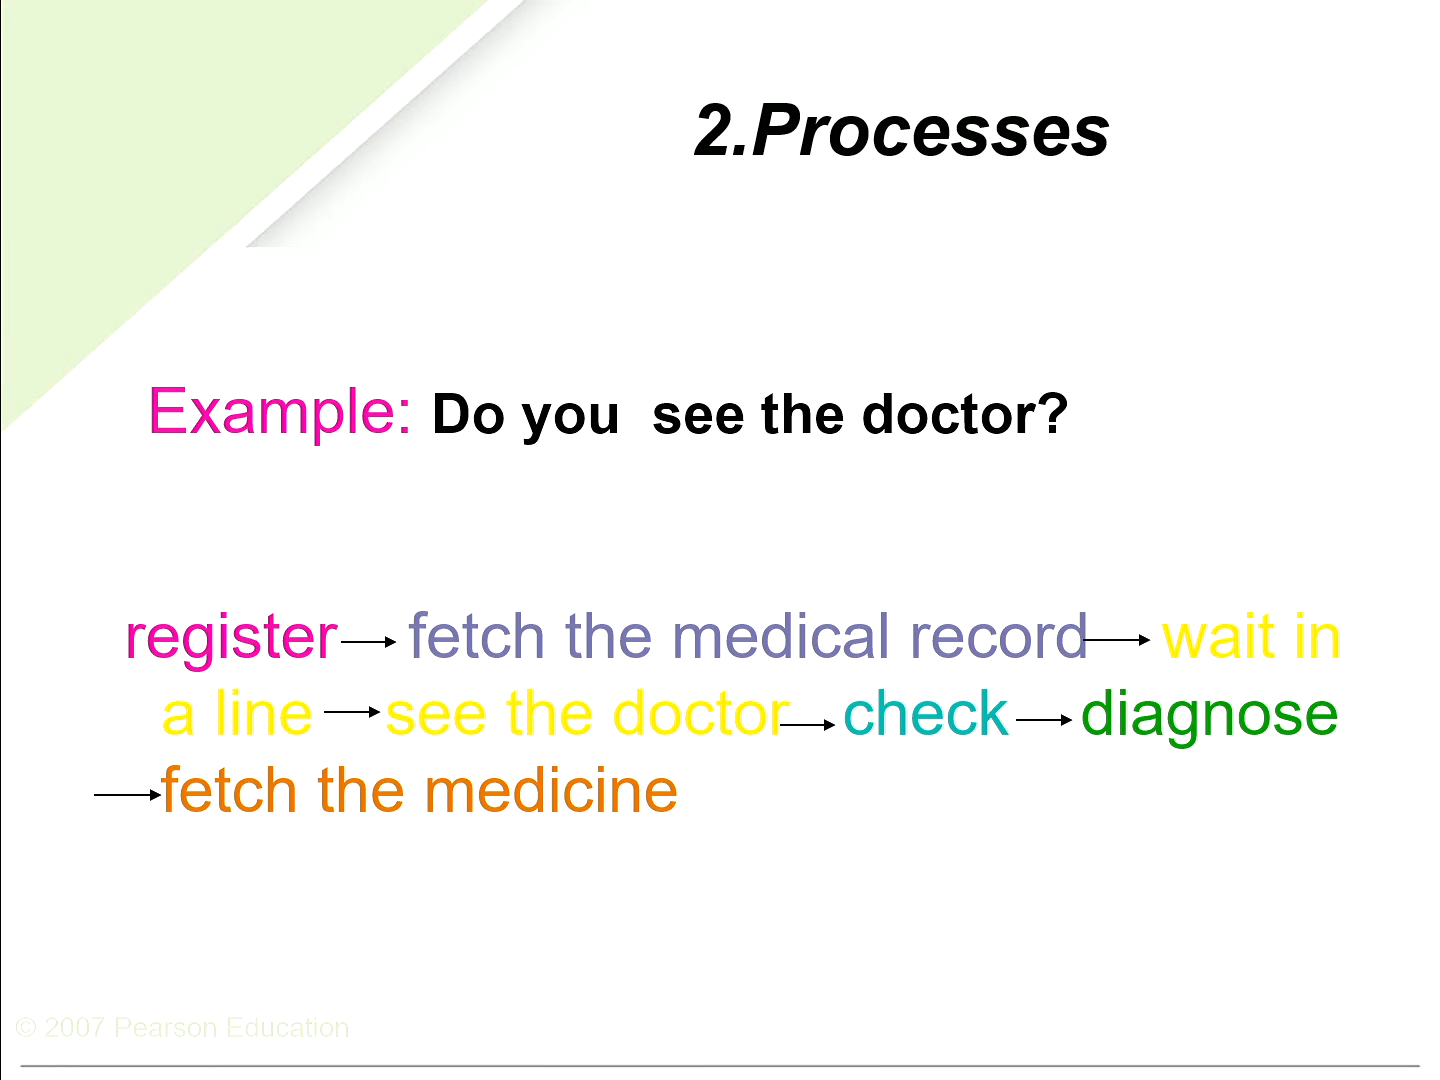 2.Processes
Example: Do you see the doctor?
register → fetch the medical record → wait in
a line → see the doctor → check → diagnose
→ fetch the medicine
© 2007 Pearson Education